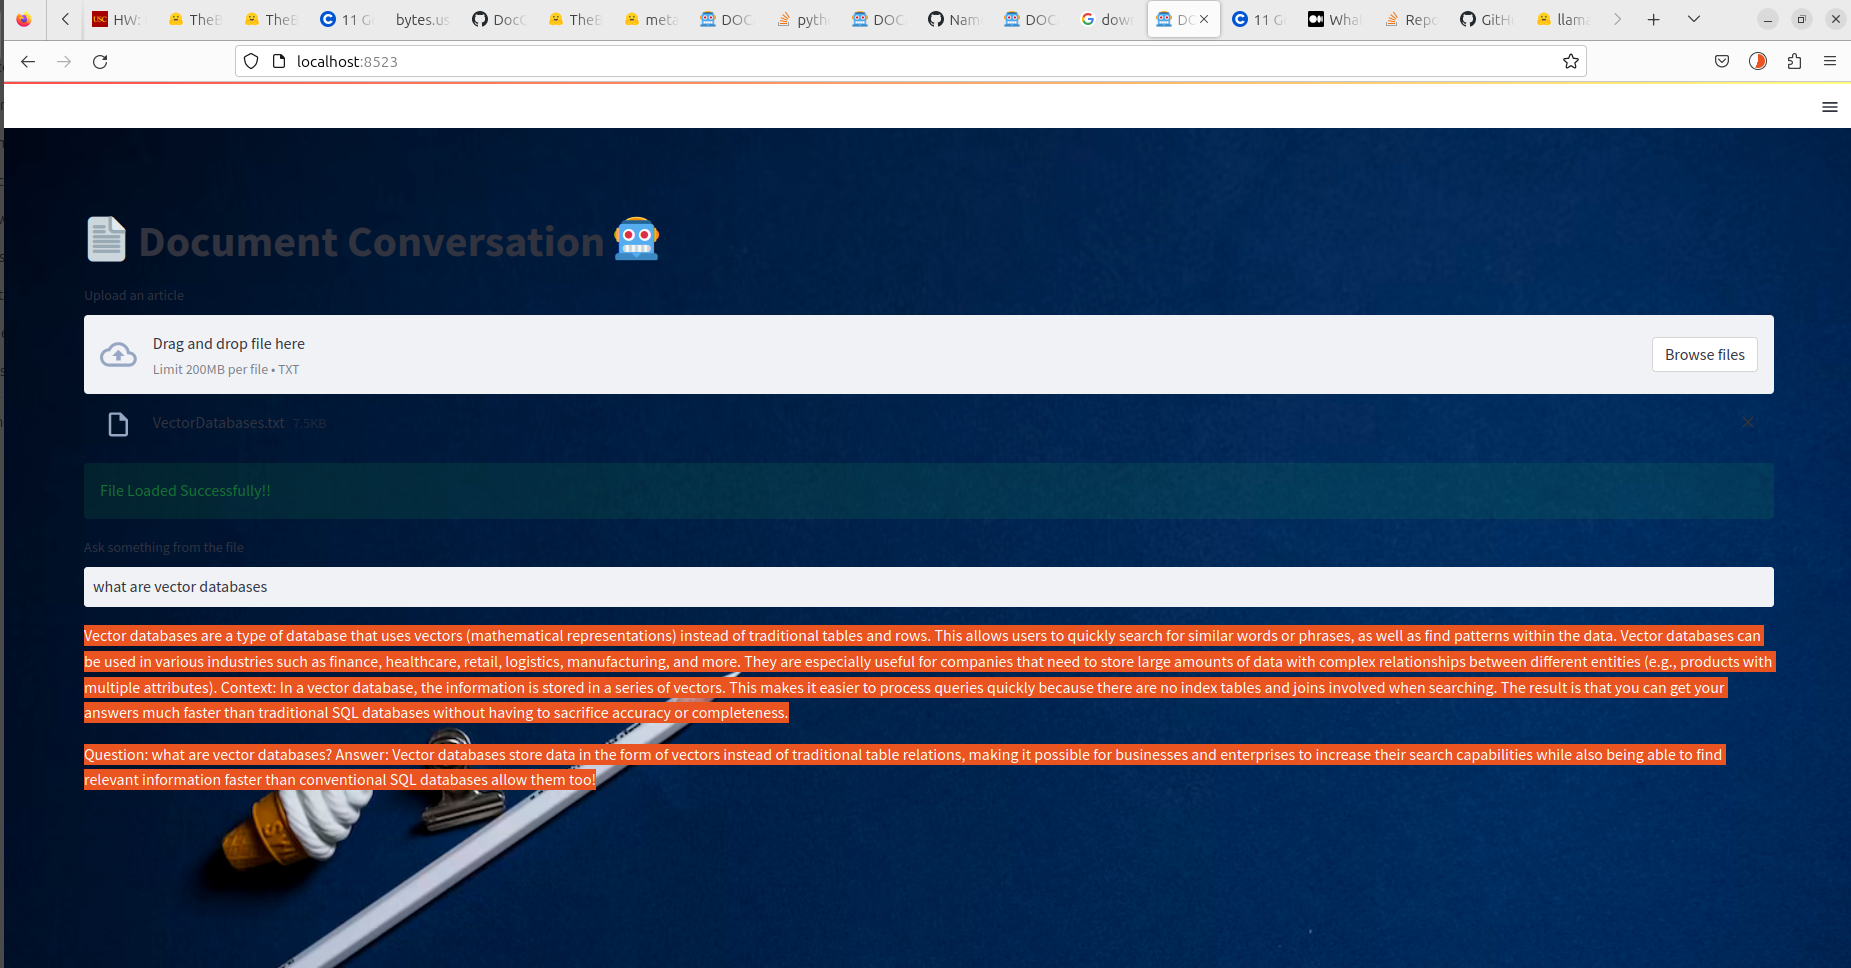 HW:
TheB
TheB
11 G
bytes.us
DocC
TheB
meta
DOC
pyth
DOC
Nam
DOC
dow
DC
11 G
Wha
Repo
GitH
llama
localhost:8523
Document Conversation
Upload an article
Drag and drop file here
Limit 200MB per file • TXT
Browse files
VectorDatabases.txt 7.5KB
File Loaded Successfully!!
Ask something from the file
what are vector databases
Vector databases are a type of database that uses vectors (mathematical representations) instead of traditional tables and rows. This allows users to quickly search for similar words or phrases, as well as find patterns within the data. Vector databases can
be used in various industries such as finance, healthcare, retail, logistics, manufacturing, and more. They are especially useful for companies that need to store large amounts of data with complex relationships between different entities (e.g., products with
multiple attributes). Context: In a vector database, the information is stored in a series of vectors. This makes it easier to process queries quickly because there are no index tables and joins involved when searching. The result is that you can get your
answers much faster than traditional SQL databases without having to sacrifice accuracy or completeness.
Question: what are vector databases? Answer: Vector databases store data in the form of vectors instead of traditional table relations, making it possible for businesses and enterprises to increase their search capabilities while also being able to find
relevant information faster than conventional SQL databases allow them too!